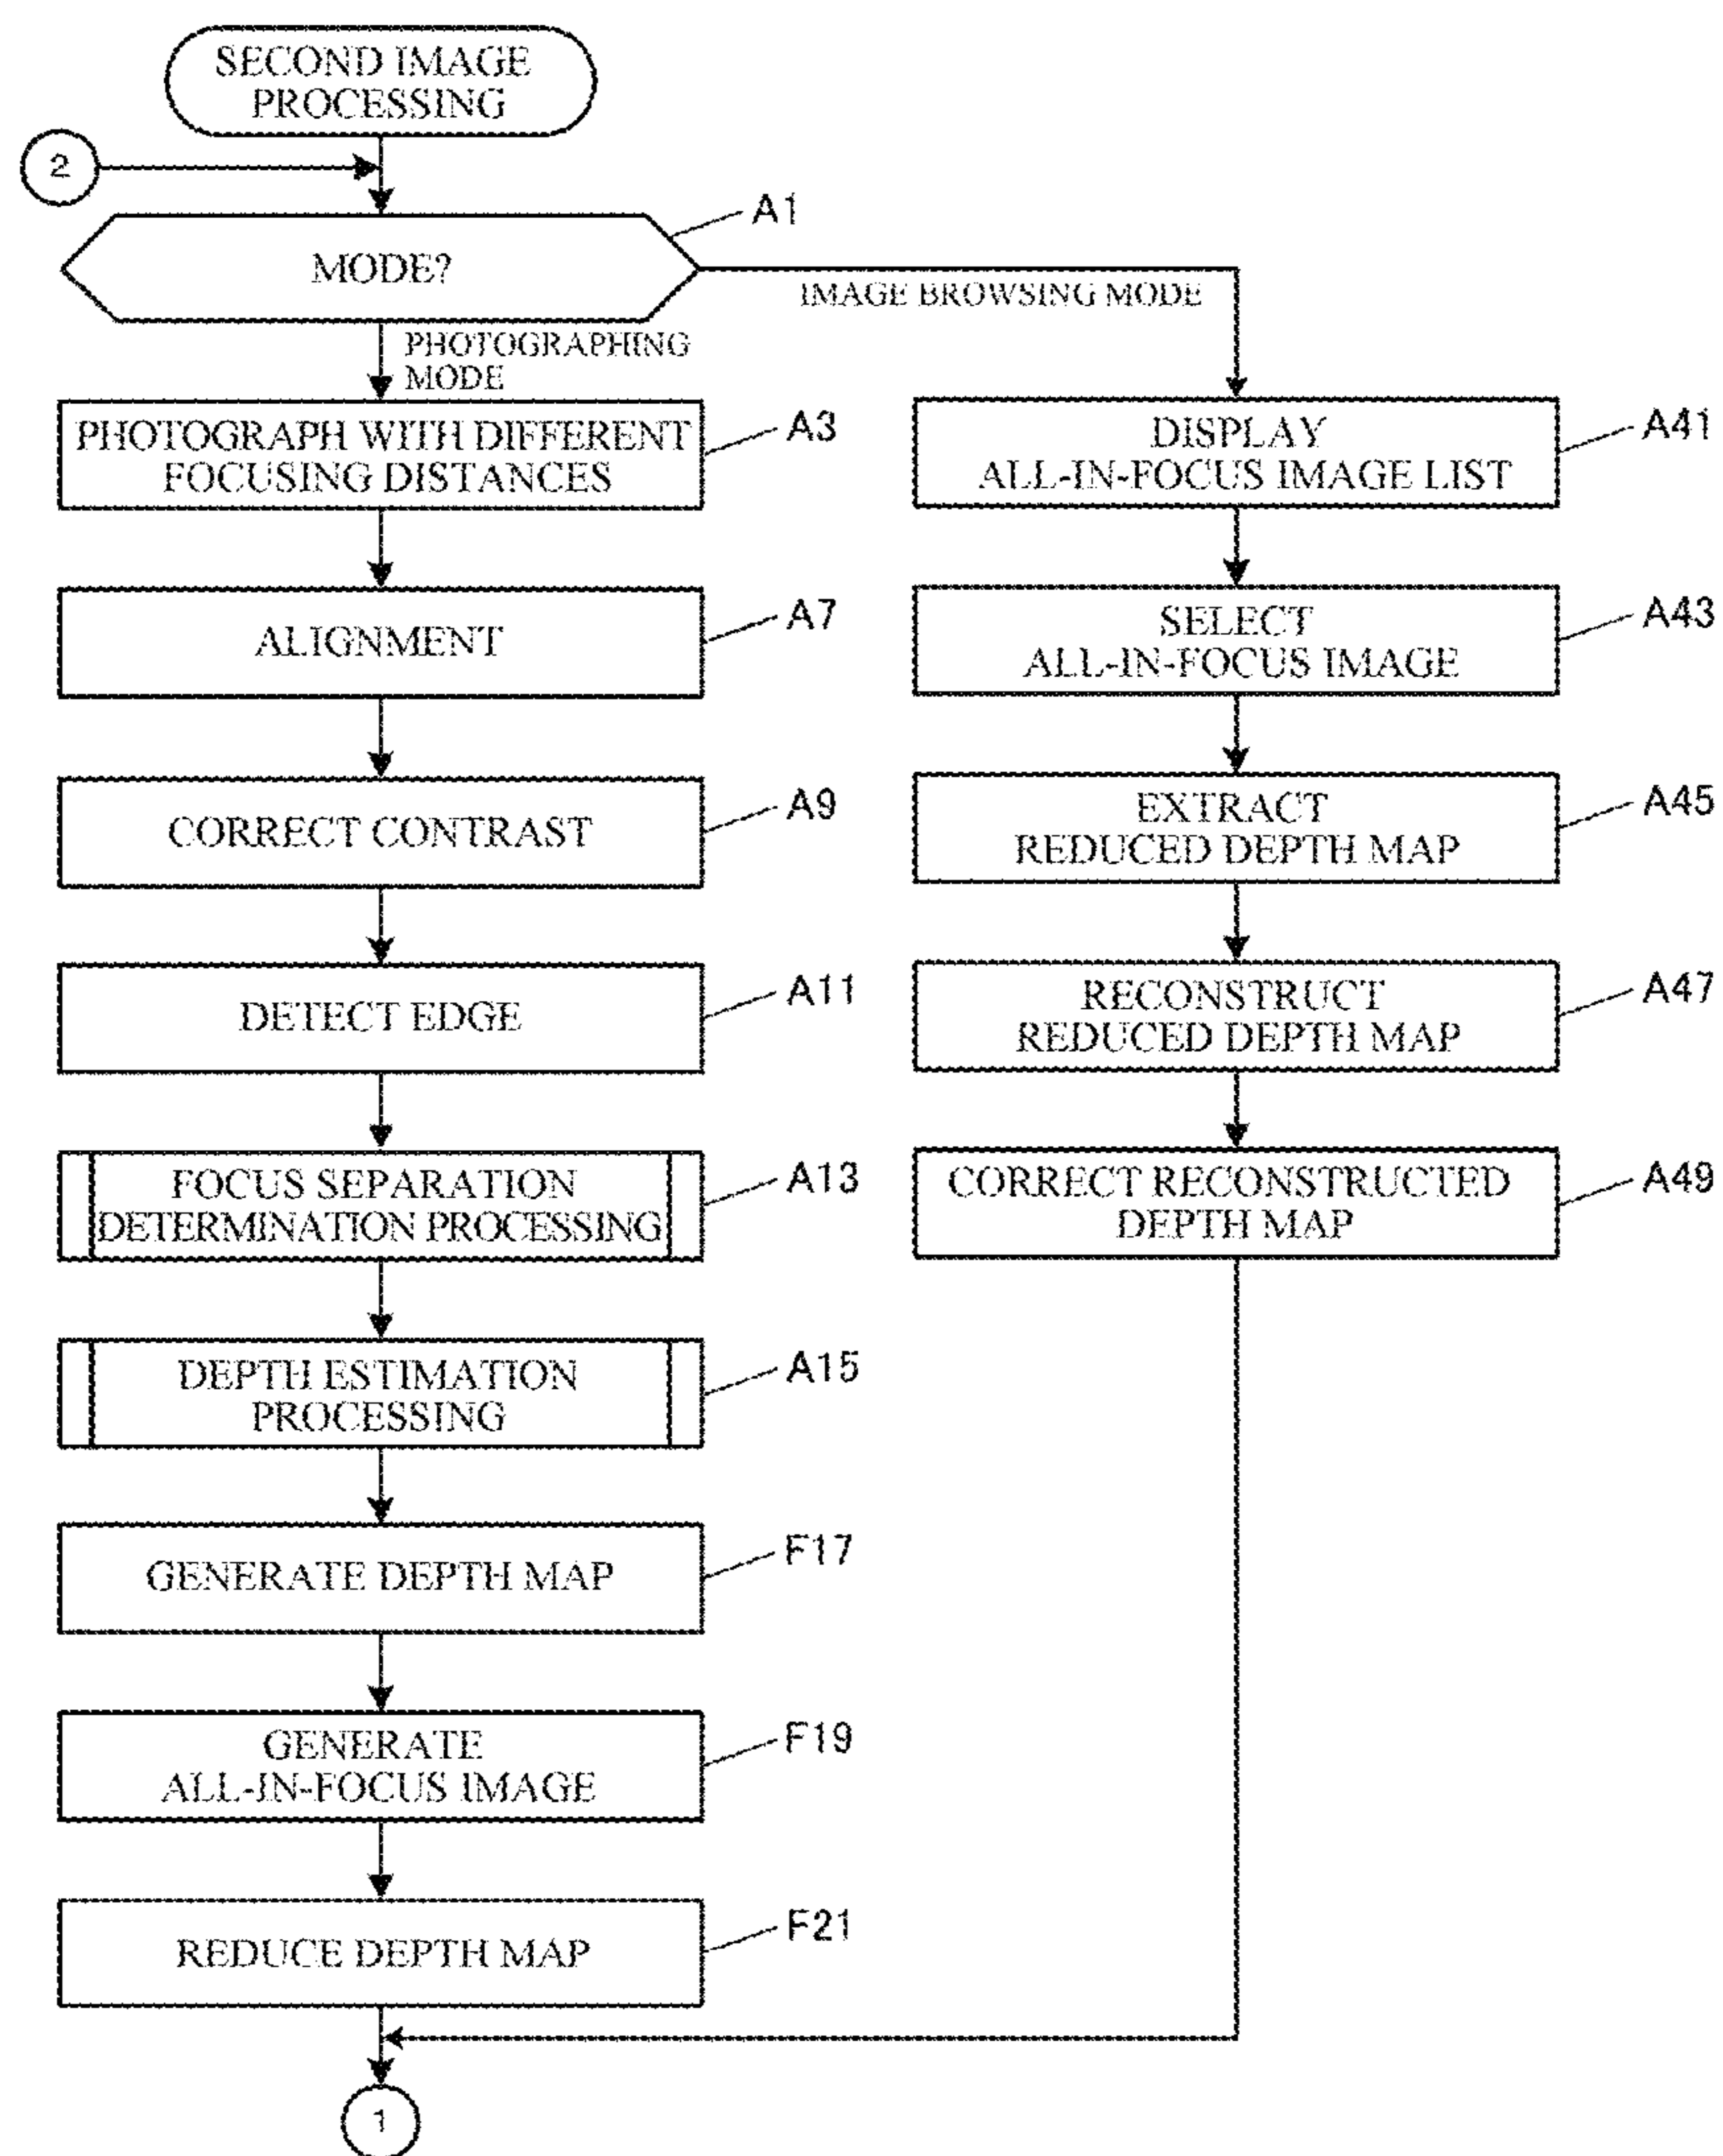 SECOND IMAGE
PROCESSING
2
A1
MODE?
IMAGE BROWSING MODE
PHOTOGRAPHING
MODE
PHOTOGRAPH WITH DIFFERENT
FOCUSING DISTANCES
A3
ALIGNMENT
A7
CORRECT CONTRAST
A9
DETECT EDGE
A11
FOCUS SEPARATION
DETERMINATION PROCESSING
A13
DEPTH ESTIMATION
PROCESSING
A15
GENERATE DEPTH MAP
F17
GENERATE
ALL-IN-FOCUS IMAGE
F19
REDUCE DEPTH MAP
F21
DISPLAY
ALL-IN-FOCUS IMAGE LIST
A41
SELECT
ALL-IN-FOCUS IMAGE
A43
EXTRACT
REDUCED DEPTH MAP
A45
RECONSTRUCT
REDUCED DEPTH MAP
A47
CORRECT RECONSTRUCTED
DEPTH MAP
A49
1